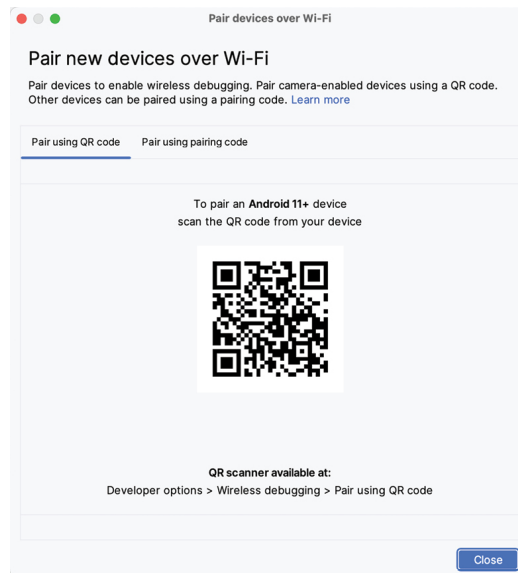 Pair devices over Wi-Fi
Pair new devices over Wi-Fi
Pair devices to enable wireless debugging. Pair camera-enabled devices using a QR code.
Other devices can be paired using a pairing code. Learn more
Pair using QR code
Pair using pairing code
To pair an Android 11+ device
scan the QR code from your device
QR scanner available at:
Developer options > Wireless debugging > Pair using QR code
Close